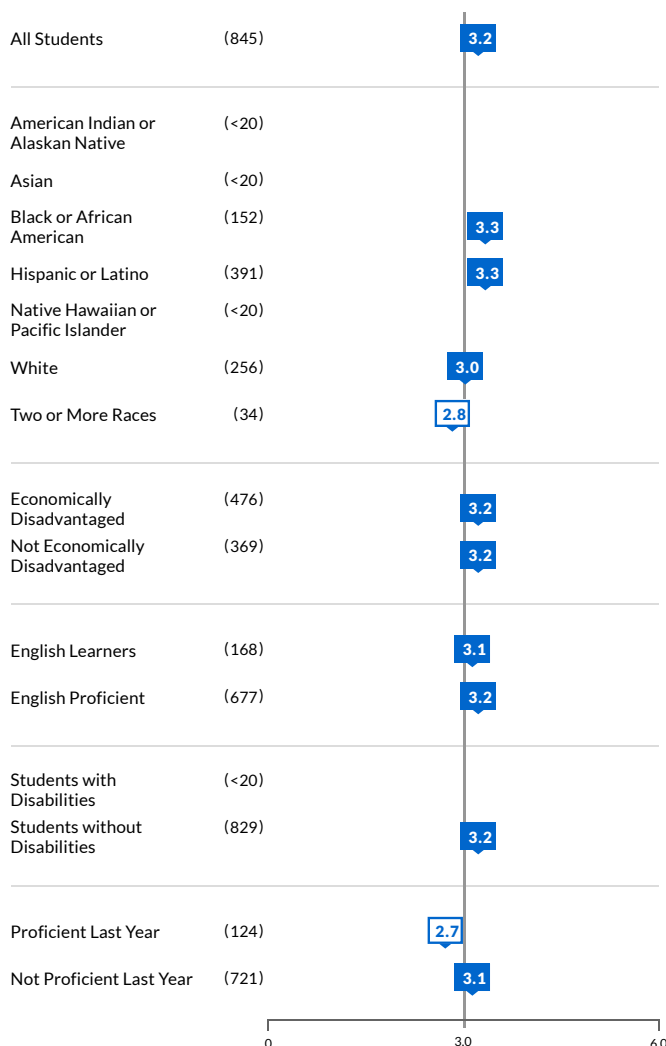 All Students (845) 3.2
American Indian or (<20)
Alaskan Native
Asian (<20)
Black or African (152) 3.3
American
Hispanic or Latino (391) 3.3
Native Hawaiian or (<20)
Pacific Islander
White (256) 3.0
Two or More Races (34) 2.8
Economically (476) 3.2
Disadvantaged
Not Economically (369) 3.2
Disadvantaged
English Learners (168) 3.1
English Proficient (677) 3.2
Students with (<20)
Disabilities
Students without (829) 3.2
Disabilities
Proficient Last Year (124) 2.7
Not Proficient Last Year (721) 3.1
0 3.0 6.0